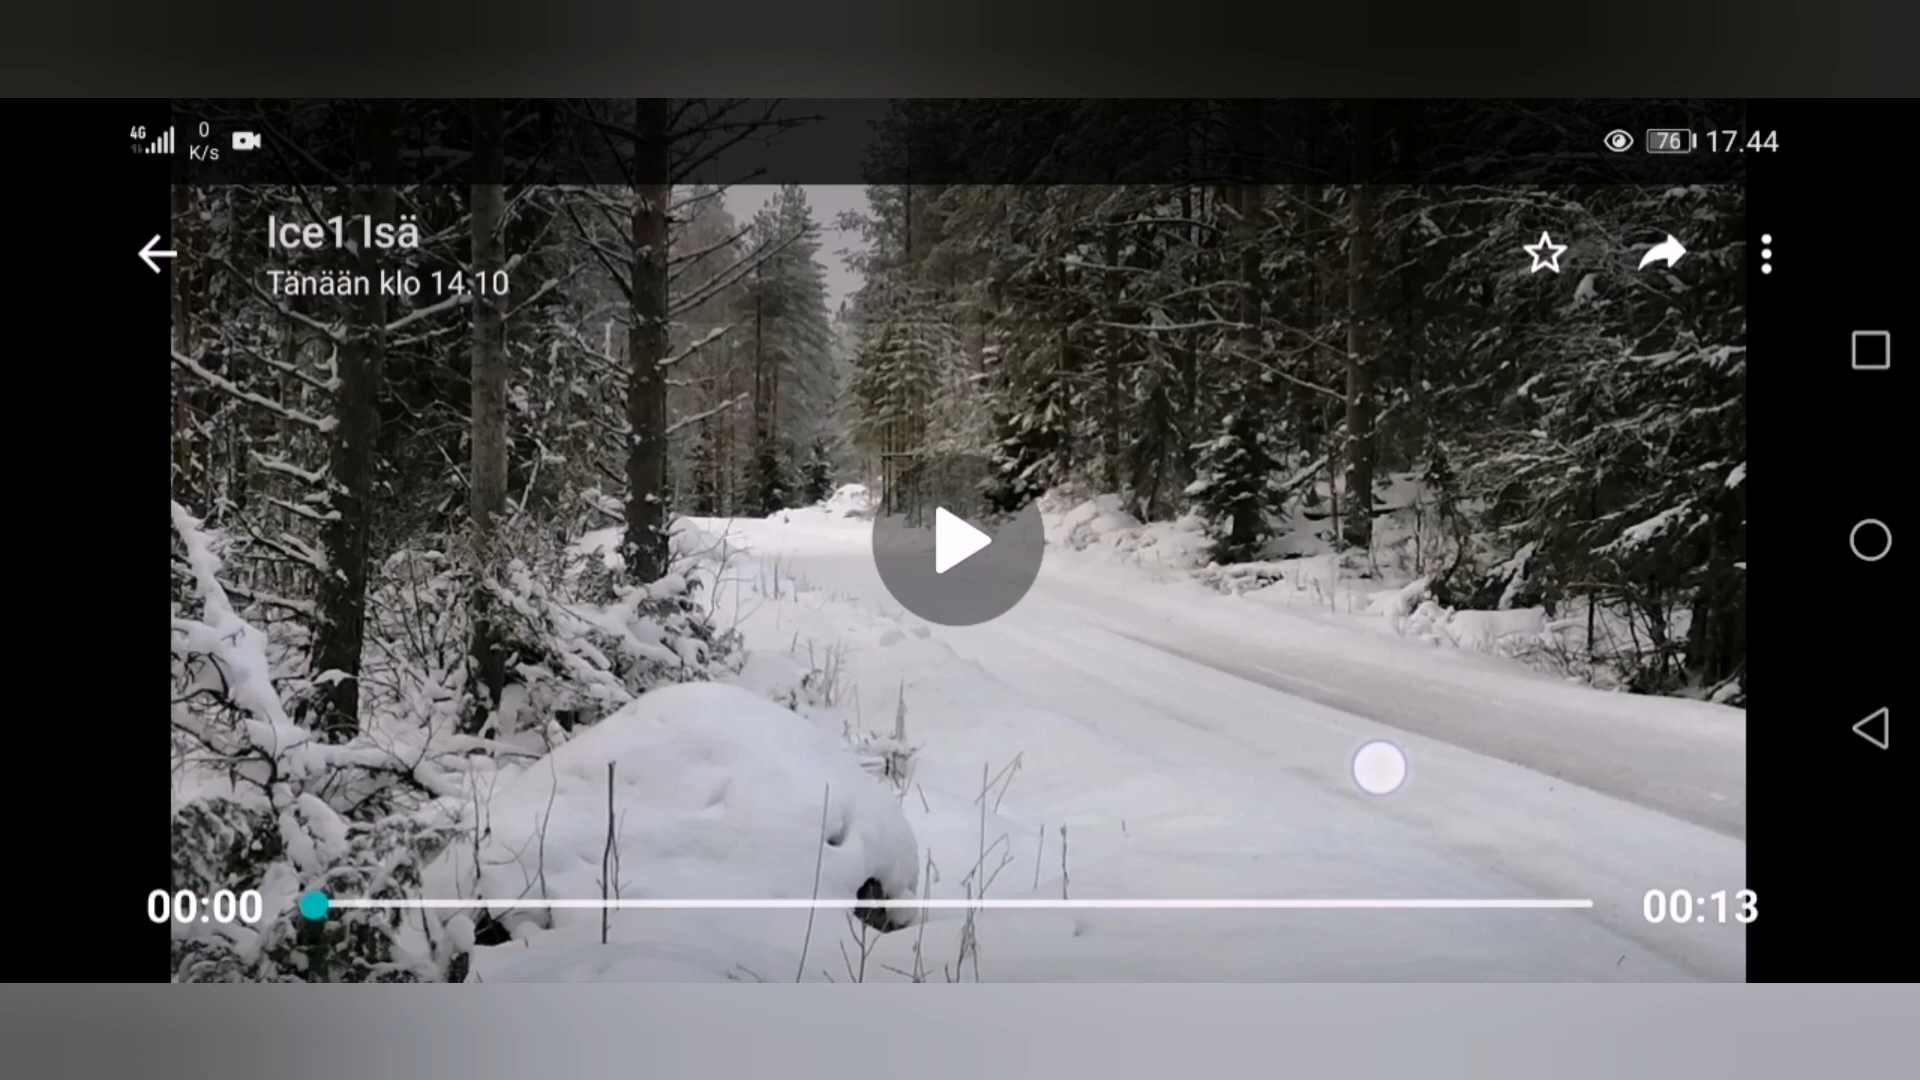 4G
0
K/s
76
17.44
Ice1 Isä
Tänään klo 14.10
00:00
00:13